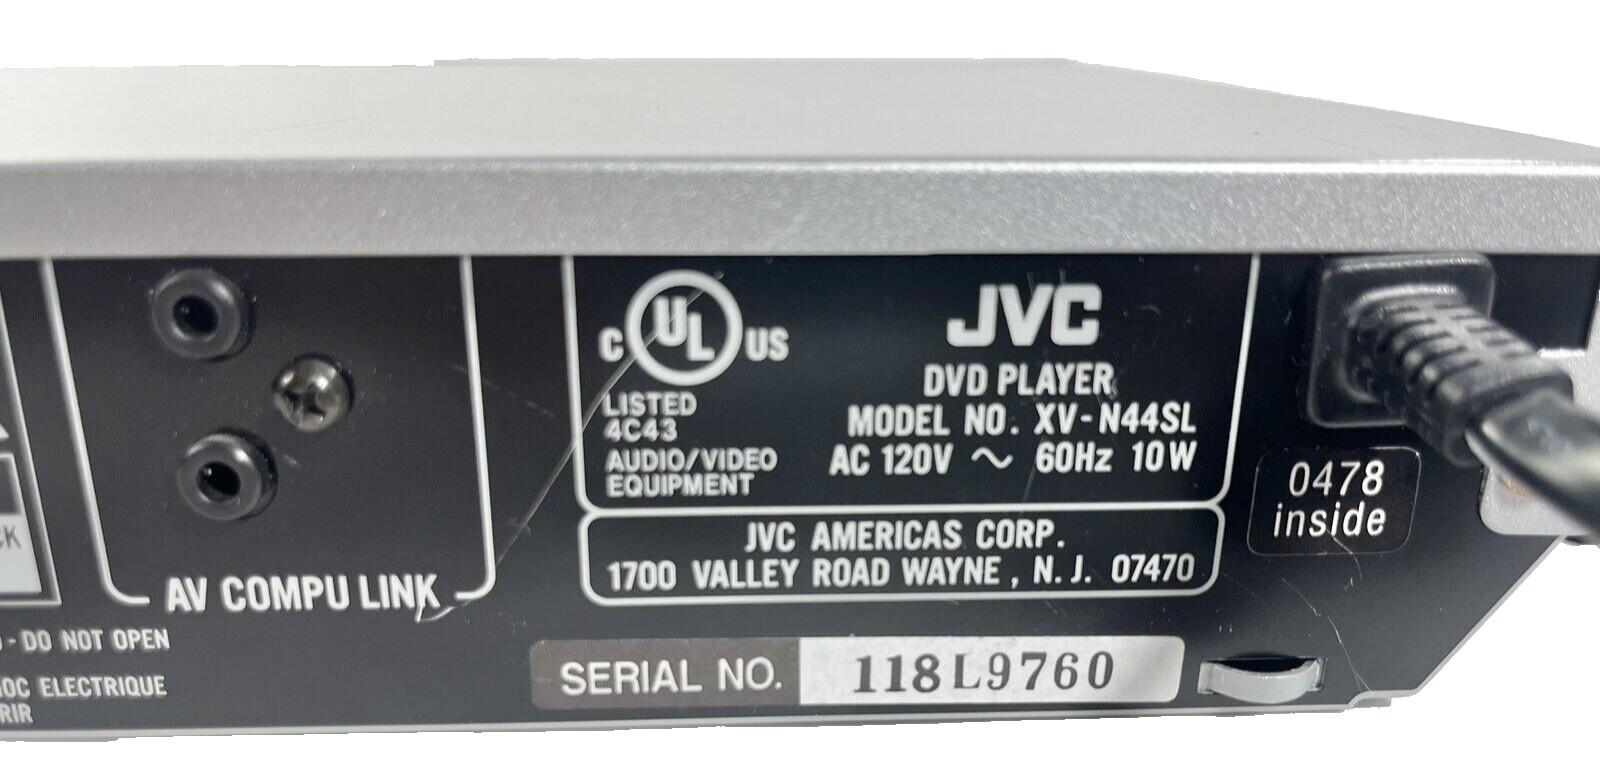 C UL US
LISTED
4C43
AUDIO/VIDEO
EQUIPMENT
JVC
DVD PLAYER
MODEL NO. XV-N44SL
AC 120V ~ 60Hz 10W
JVC AMERICAS CORP.
1700 VALLEY ROAD WAYNE, N.J. 07470
0478
inside
AV COMPU LINK
- DO NOT OPEN
ELECTRIQUE
SERIAL NO. 118L9760